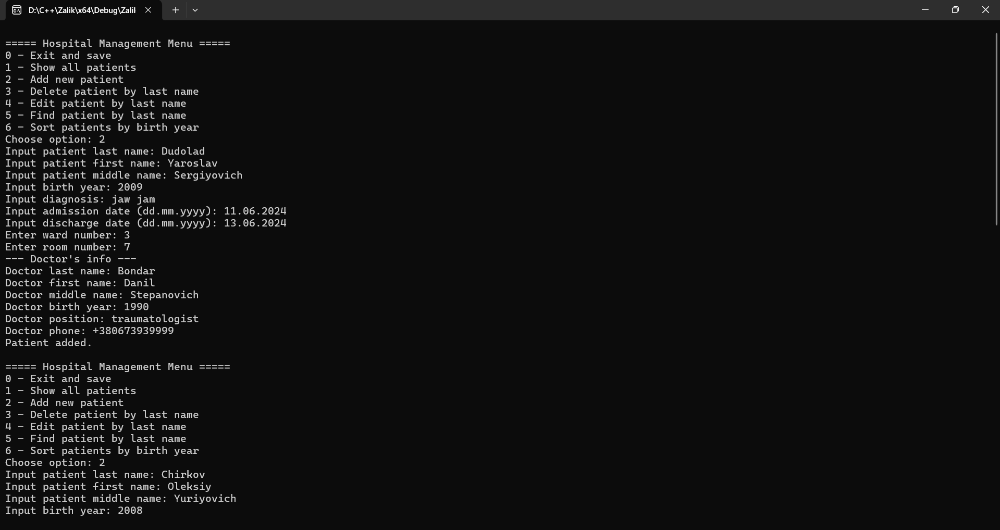 D:\C++\Zalik\x64\Debug\Zalil
===== Hospital Management Menu =====
0 - Exit and save
1 - Show all patients
2 - Add new patient
3 - Delete patient by last name
4 - Edit patient by last name
5 - Find patient by last name
6 - Sort patients by birth year
Choose option: 2
Input patient last name: Dudolad
Input patient first name: Yaroslav
Input patient middle name: Sergiyovich
Input birth year: 2009
Input diagnosis: jaw jam
Input admission date (dd.mm.yyyy): 11.06.2024
Input discharge date (dd.mm.yyyy): 13.06.2024
Enter ward number: 3
Enter room number: 7
--- Doctor's info ---
Doctor last name: Bondar
Doctor first name: Danil
Doctor middle name: Stepanovich
Doctor birth year: 1990
Doctor position: traumatologist
Doctor phone: +380673939999
Patient added.
===== Hospital Management Menu =====
0 - Exit and save
1 - Show all patients
2 - Add new patient
3 - Delete patient by last name
4 - Edit patient by last name
5 - Find patient by last name
6 - Sort patients by birth year
Choose option: 2
Input patient last name: Chirkov
Input patient first name: Oleksiy
Input patient middle name: Yuriyovich
Input birth year: 2008